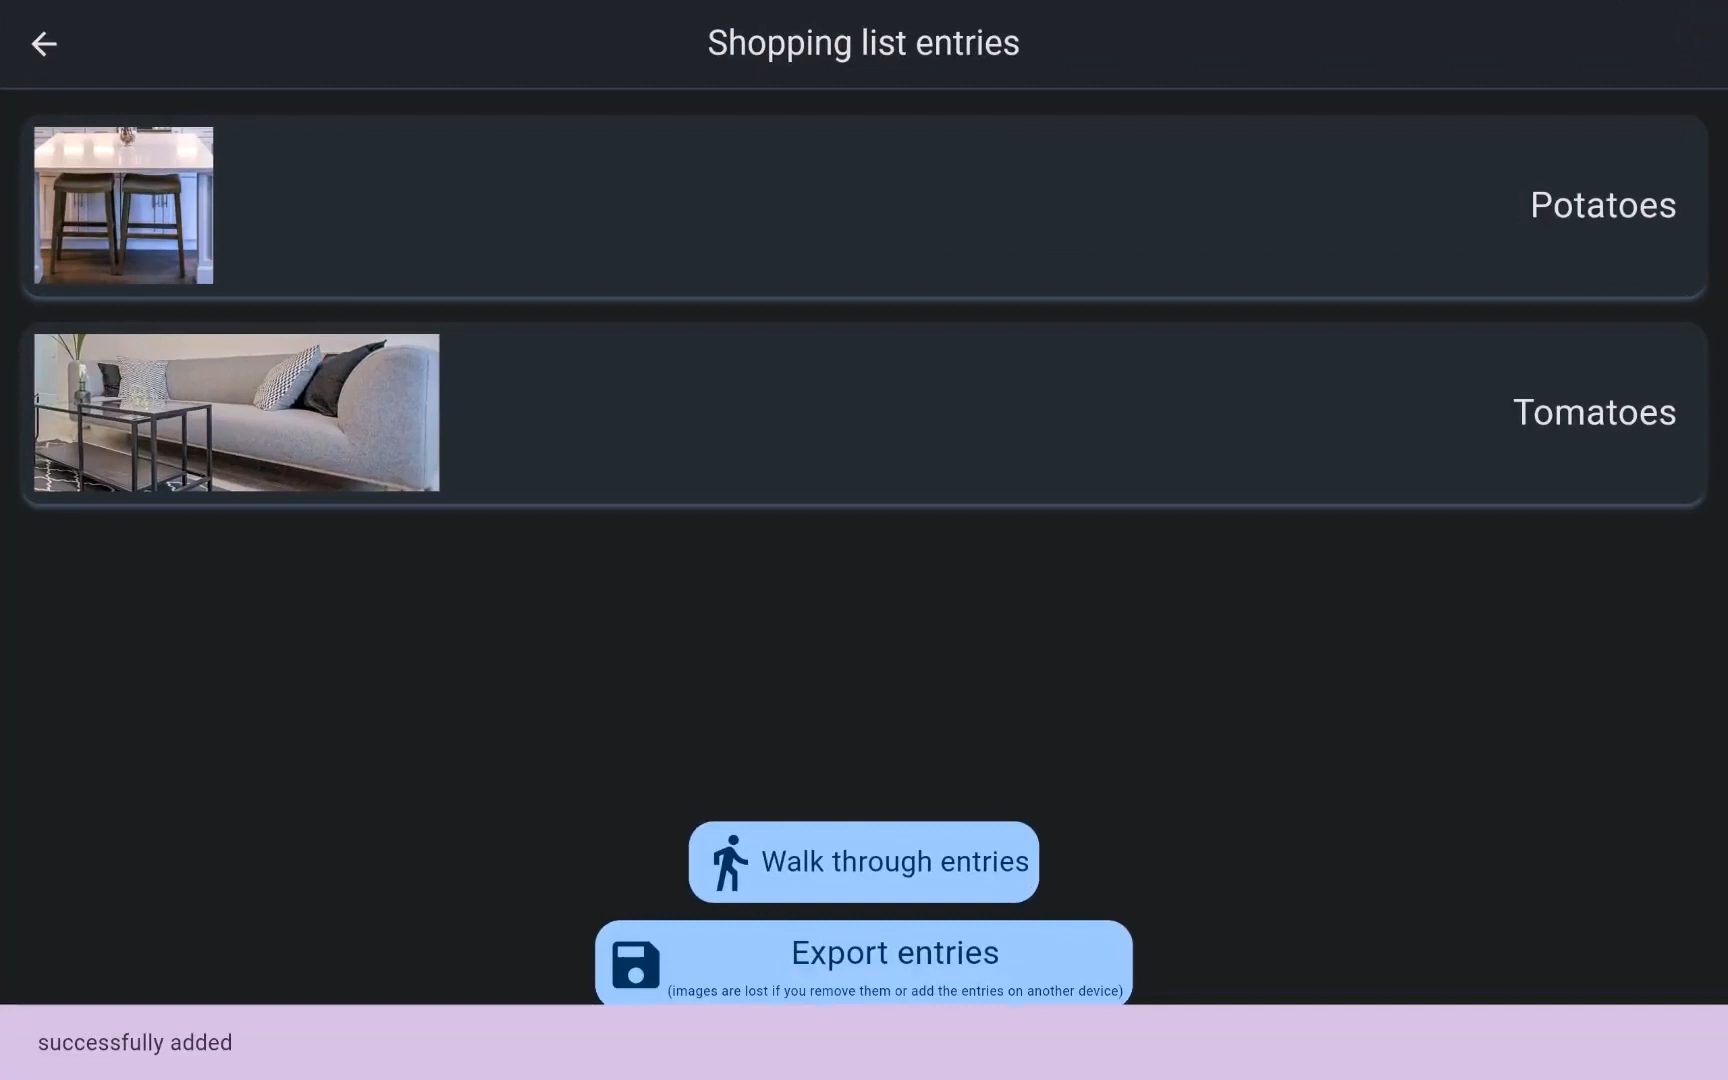 Shopping list entries
Potatoes
Tomatoes
Walk through entries
Export entries
(images are lost if you remove them or add the entries on another device)
successfully added